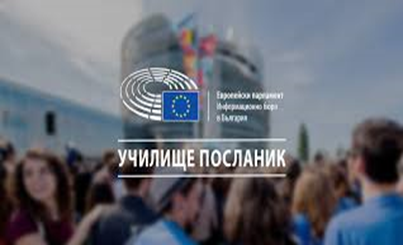 Европейски парламент
Информационно бюро
в България
УЧИЛИЩЕ ПОСЛАНИК